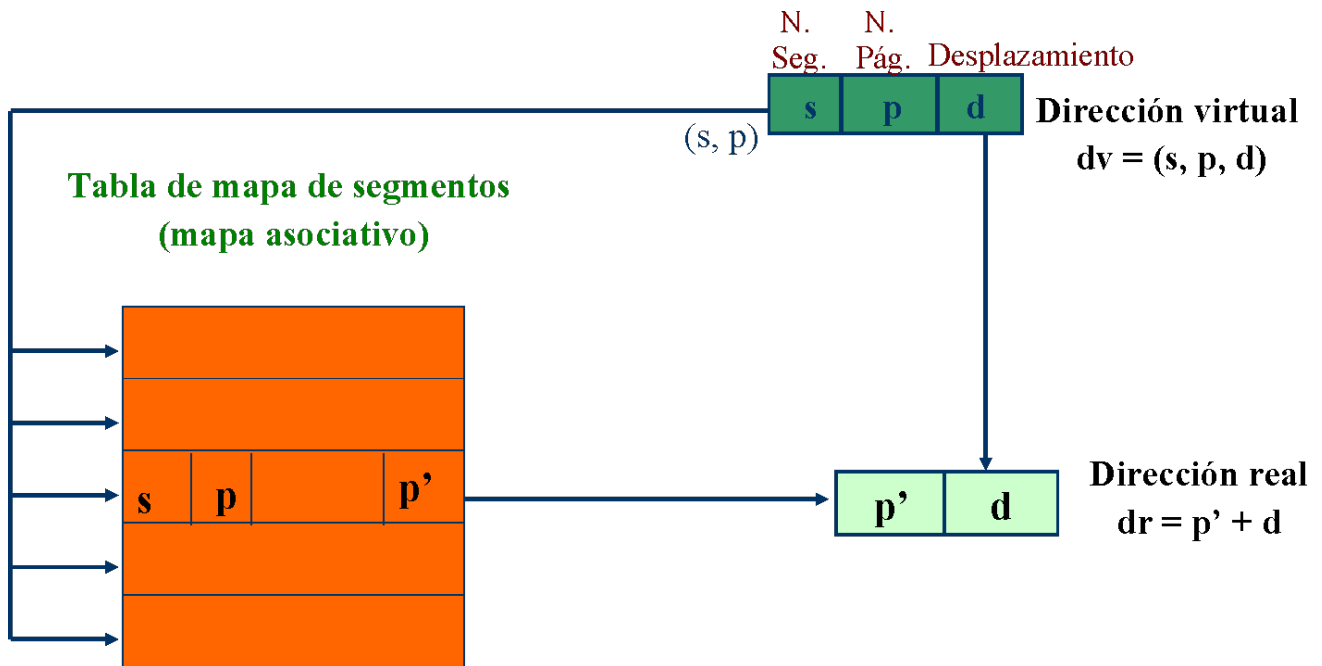 N.
Seg.
N.
Pág.
Desplazamiento
s p d
(s, p)
Dirección virtual
dv = (s, p, d)
Tabla de mapa de segmentos
(mapa asociativo)
s p p’
p’ d
Dirección real
dr = p’ + d